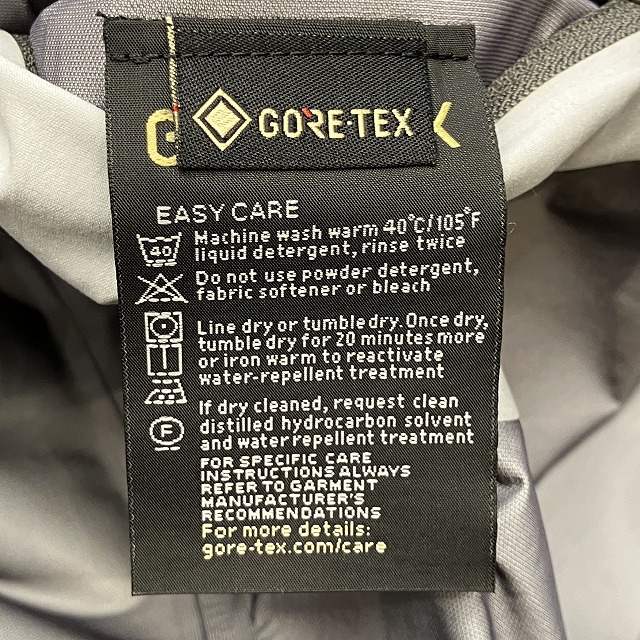 GORE-TEX
EASY CARE
40
Machine wash warm 40°C/105°F
liquid detergent, rinse twice
Do not use powder detergent,
fabric softener or bleach
Line dry or tumble dry. Once dry,
tumble dry for 20 minutes more
or iron warm to reactivate
water-repellent treatment
F
If dry cleaned, request clean
distilled hydrocarbon solvent
and water repellent treatment
FOR SPECIFIC CARE
INSTRUCTIONS ALWAYS
REFER TO GARMENT
MANUFACTURER'S
RECOMMENDATIONS
For more details:
gore-tex.com/care